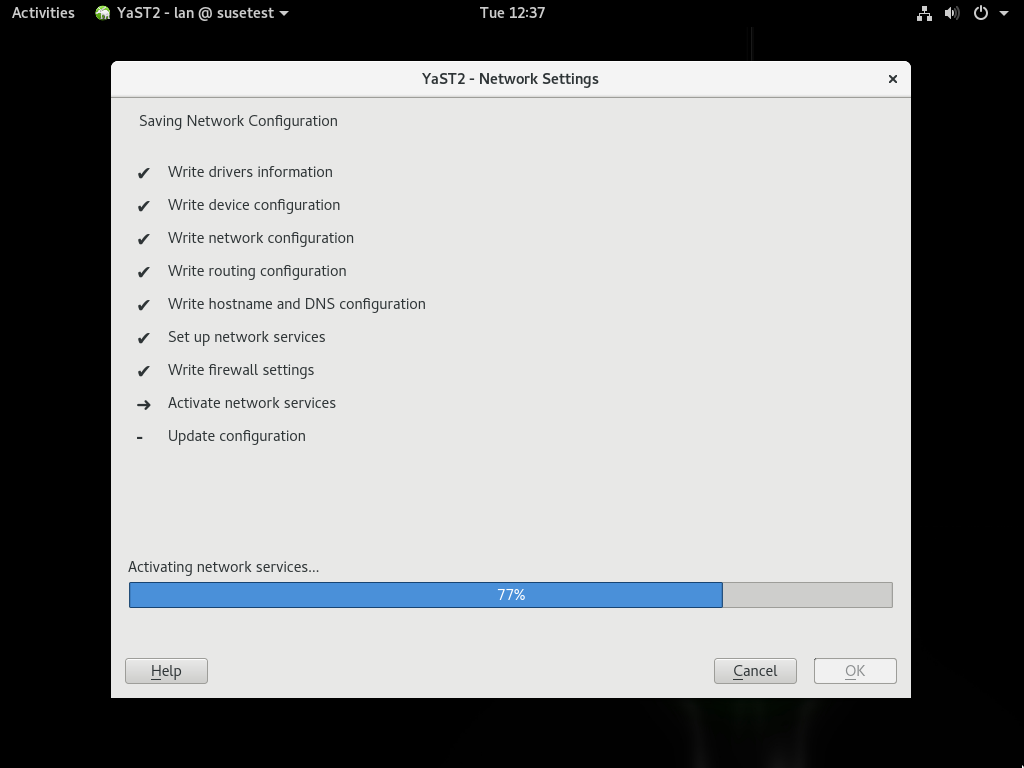 Activities YaST2 - lan @ susetest Tue 12:37
YaST2 - Network Settings
Saving Network Configuration
✔ Write drivers information
✔ Write device configuration
✔ Write network configuration
✔ Write routing configuration
✔ Write hostname and DNS configuration
✔ Set up network services
✔ Write firewall settings
➜ Activate network services
- Update configuration
Activating network services...
77%
Help Cancel OK